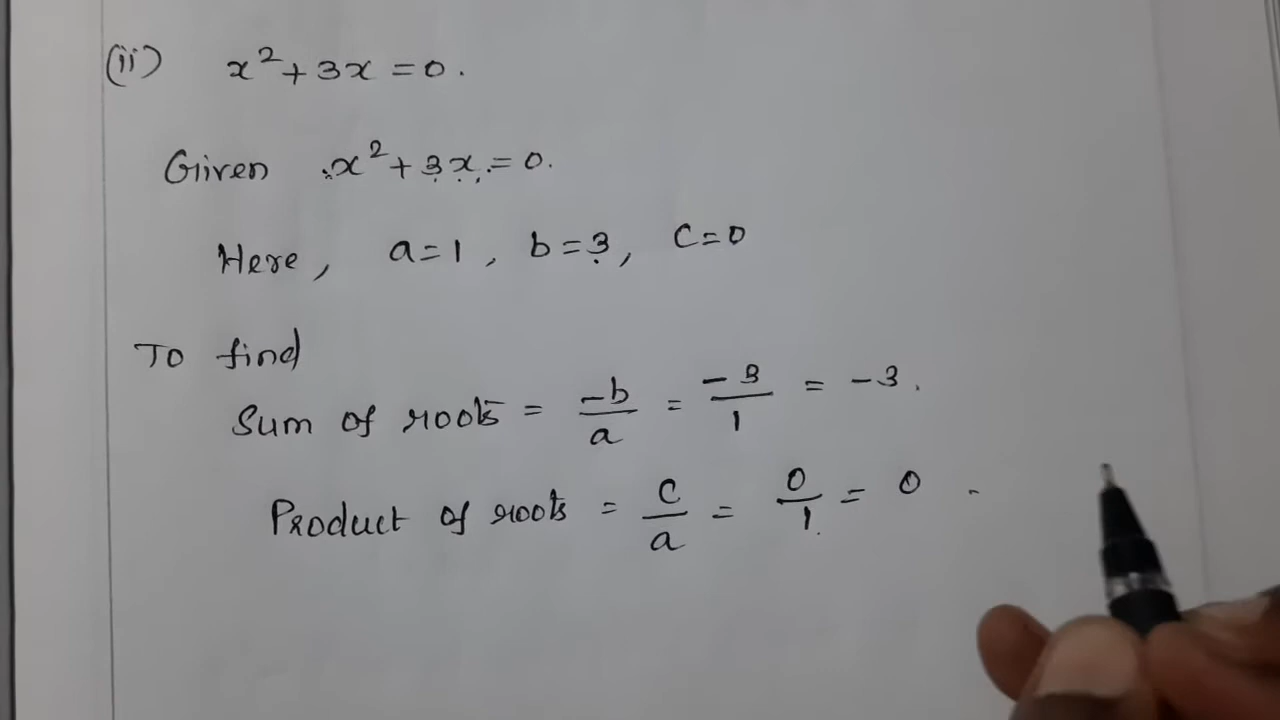 (ii) x² + 3x = 0.
Given x² + 3x = 0.
Here, a=1, b=3, c=0
To find
Sum of roots = -b/a = -3/1 = -3.
Product of roots = c/a = 0/1 = 0.